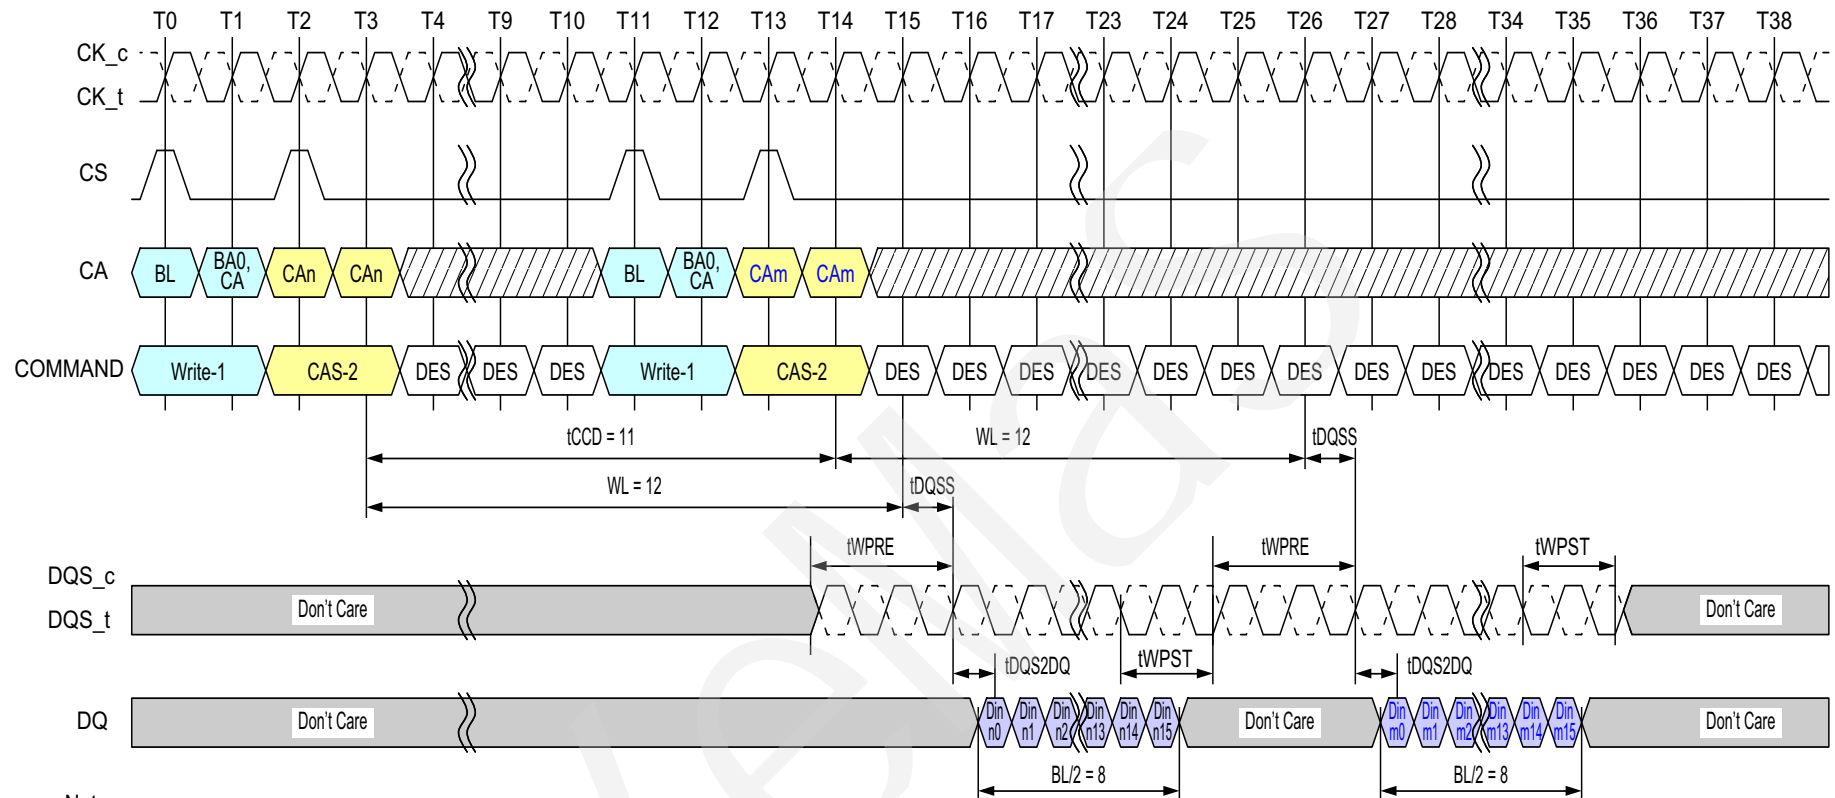 T0 T1 T2 T3 T4 T9 T10 T11 T12 T13 T14 T15 T16 T17 T23 T24 T25 T26 T27 T28 T34 T35 T36 T37 T38
CK_c
CK_t
CS
CA BL BA0, CA CAn CAn BL BA0, CA CAm CAm
COMMAND Write-1 CAS-2 DES DES DES Write-1 CAS-2 DES DES DES DES DES DES DES DES DES DES DES DES DES DES
tCCD = 11 WL = 12 tDQSS
WL = 12 tDQSS
tWPRE tWPRE tWPST
DQS_c
DQS_t Don't Care Don't Care
tDQS2DQ tWPST tDQS2DQ
DQ Don't Care Din n0 Din n1 Din n2 Din n13 Din n14 Din n15 Don't Care Din m0 Din m1 Din m2 Din m13 Din m14 Din m15 Don't Care
BL/2 = 8 BL/2 = 8